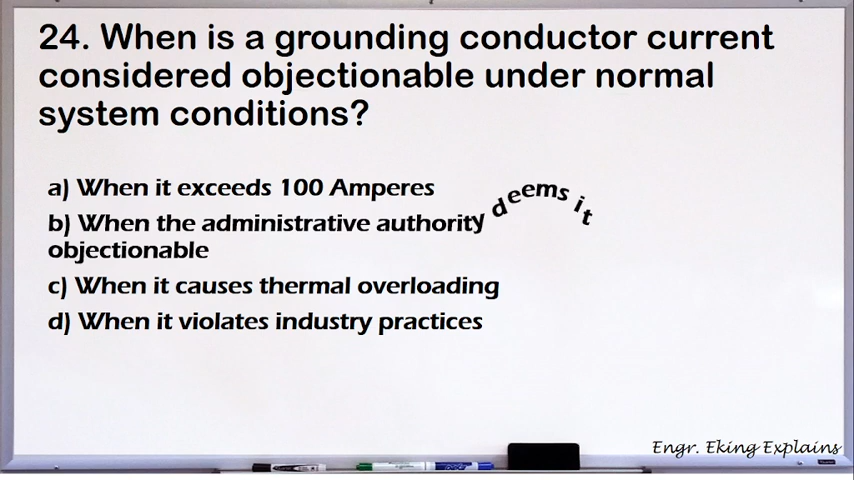 24. When is a grounding conductor current
considered objectionable under normal
system conditions?
a) When it exceeds 100 Amperes
b) When the administrative authority deems it
objectionable
c) When it causes thermal overloading
d) When it violates industry practices
Engr. Eking Explains